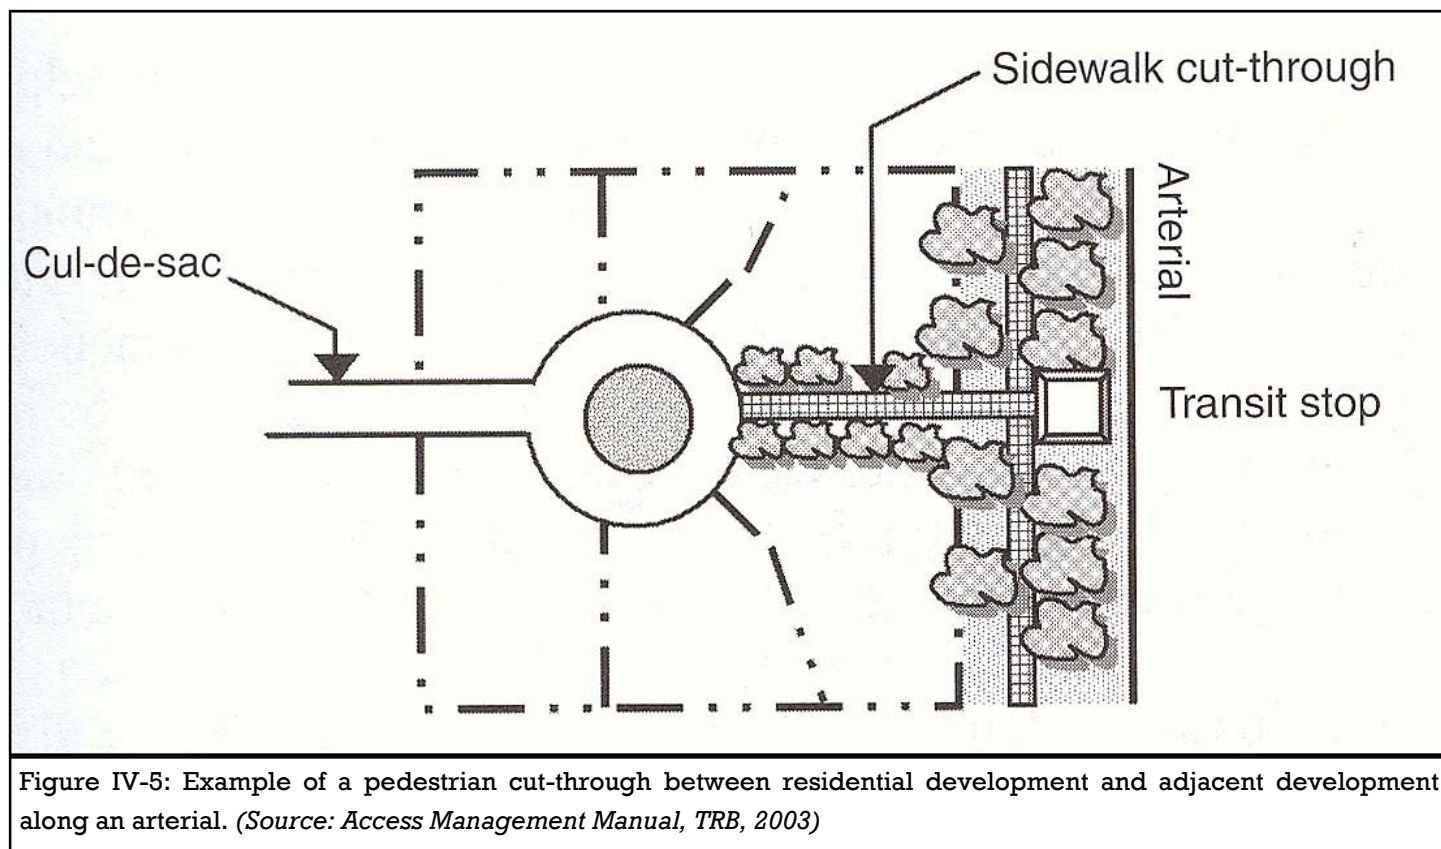 Sidewalk cut-through
Arterial
Cul-de-sac
Transit stop
Figure IV-5: Example of a pedestrian cut-through between residential development and adjacent development
along an arterial. (Source: Access Management Manual, TRB, 2003)